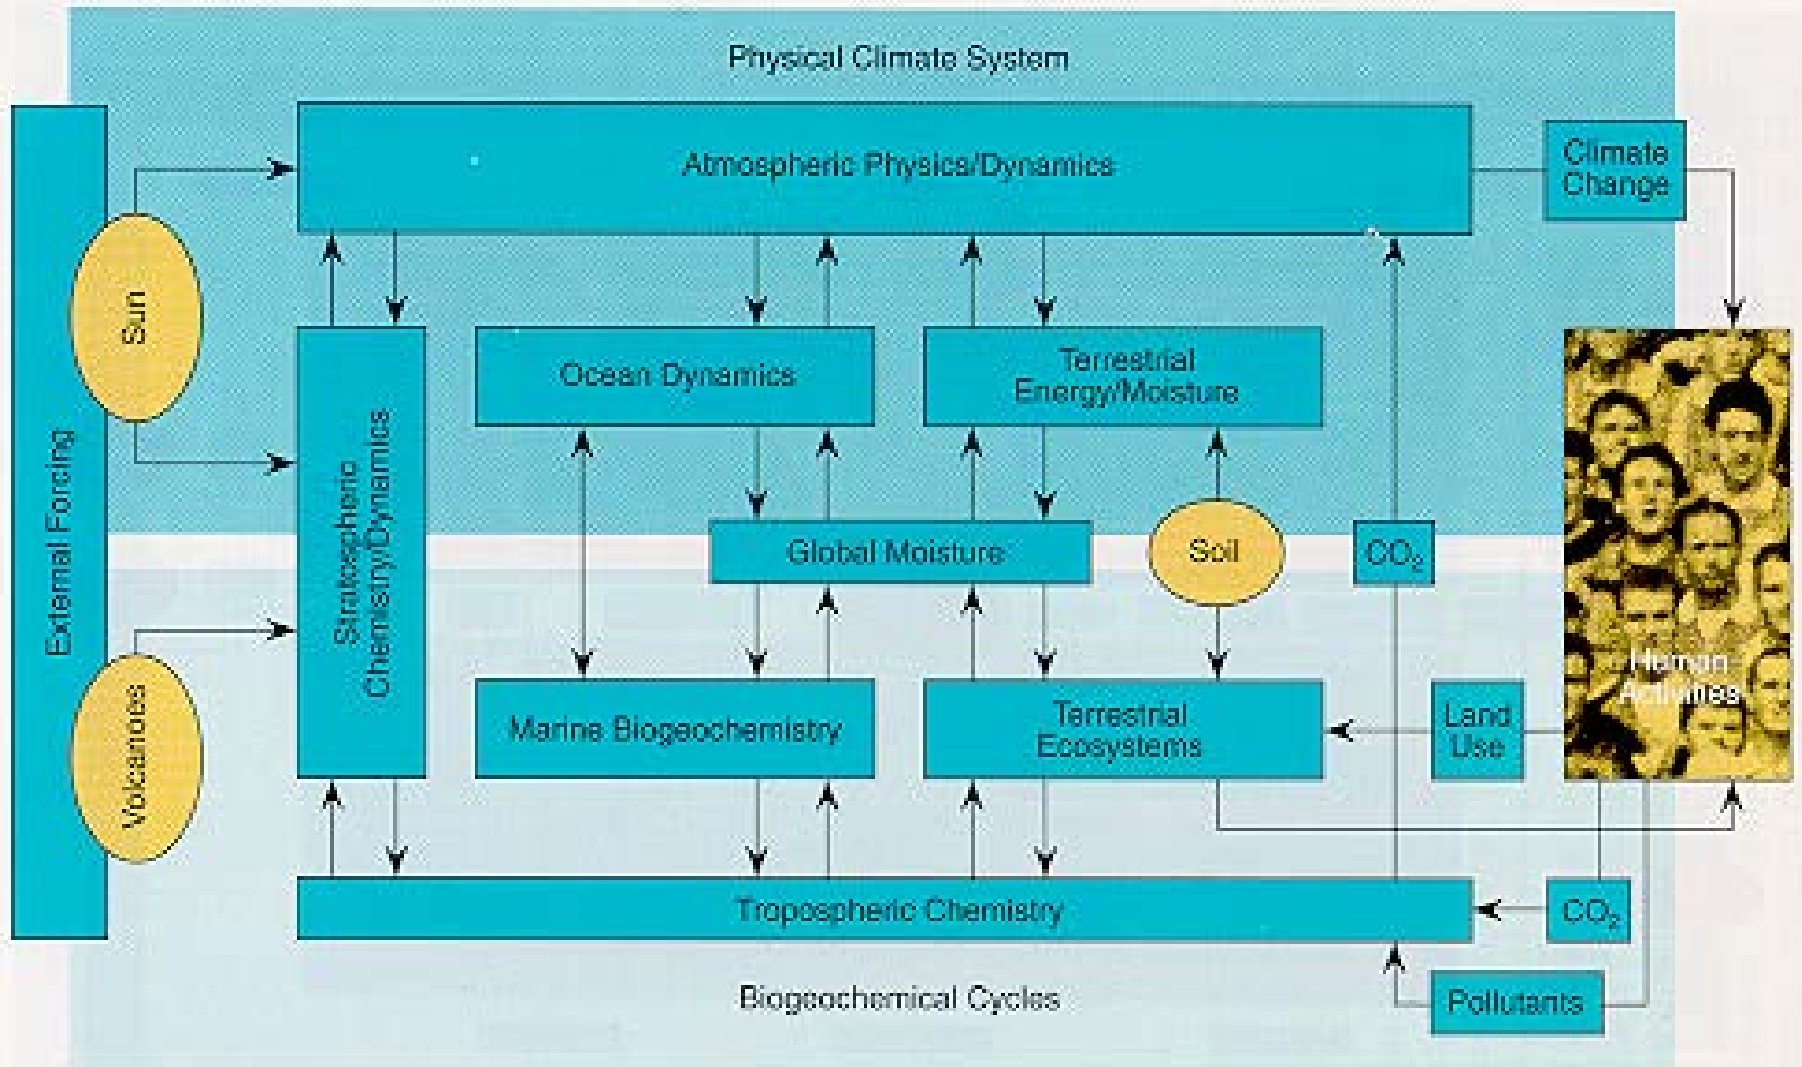 Physical Climate System
Atmospheric Physics/Dynamics
Climate
Change
Sun
External Forcing
Stratospheric
Chemistry/Dynamics
Ocean Dynamics
Terrestrial
Energy/Moisture
Global Moisture
Soil
CO₂
Human
Activities
Volcanoes
Marine Biogeochemistry
Terrestrial
Ecosystems
Land
Use
Tropospheric Chemistry
CO₂
Biogeochemical Cycles
Pollutants